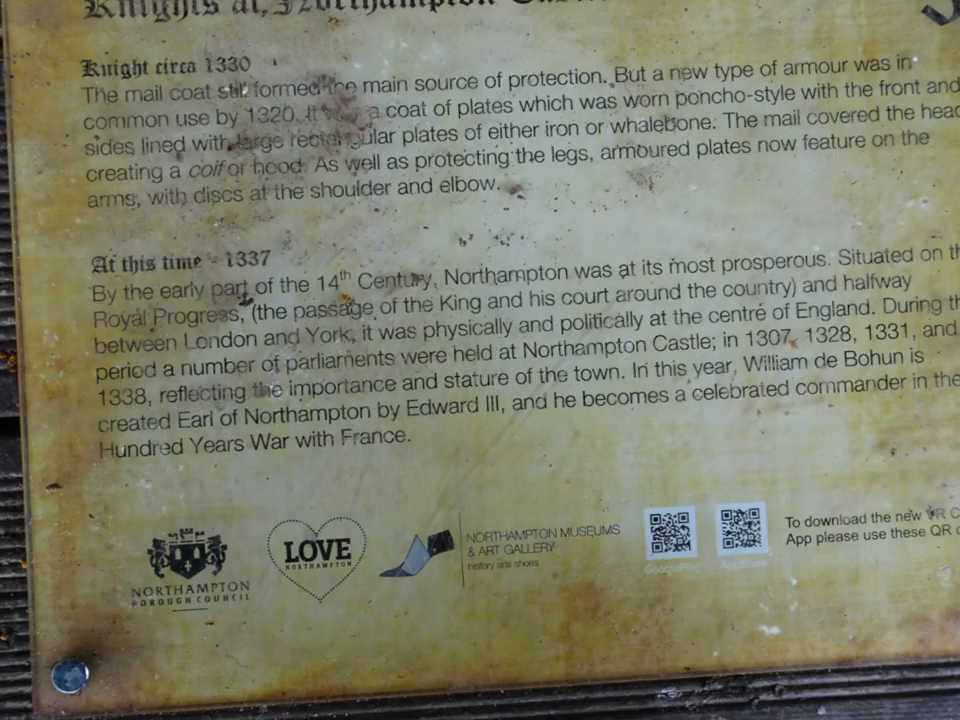 Knights at, Northampton
Knight circa 1330
The mail coat still formed the main source of protection. But a new type of armour was in
common use by 1320. It was a coat of plates which was worn poncho-style with the front and
sides lined with large rectangular plates of either iron or whalebone. The mail covered the head
creating a coif or hood. As well as protecting the legs, armoured plates now feature on the
arms, with discs at the shoulder and elbow.
At this time - 1337
By the early part of the 14th Century, Northampton was at its most prosperous. Situated on th
Royal Progress, (the passage of the King and his court around the country) and halfway
between London and York, it was physically and politically at the centre of England. During th
period a number of parliaments were held at Northampton Castle; in 1307, 1328, 1331, and
1338, reflecting the importance and stature of the town. In this year, William de Bohun is
created Earl of Northampton by Edward III, and he becomes a celebrated commander in the
Hundred Years War with France.
NORTHAMPTON
BOROUGH COUNCIL
LOVE
NORTHAMPTON
NORTHAMPTON MUSEUMS
& ART GALLERY
history arts shoes
GooglePlay
AppStore
To download the new VR C
App please use these QR c